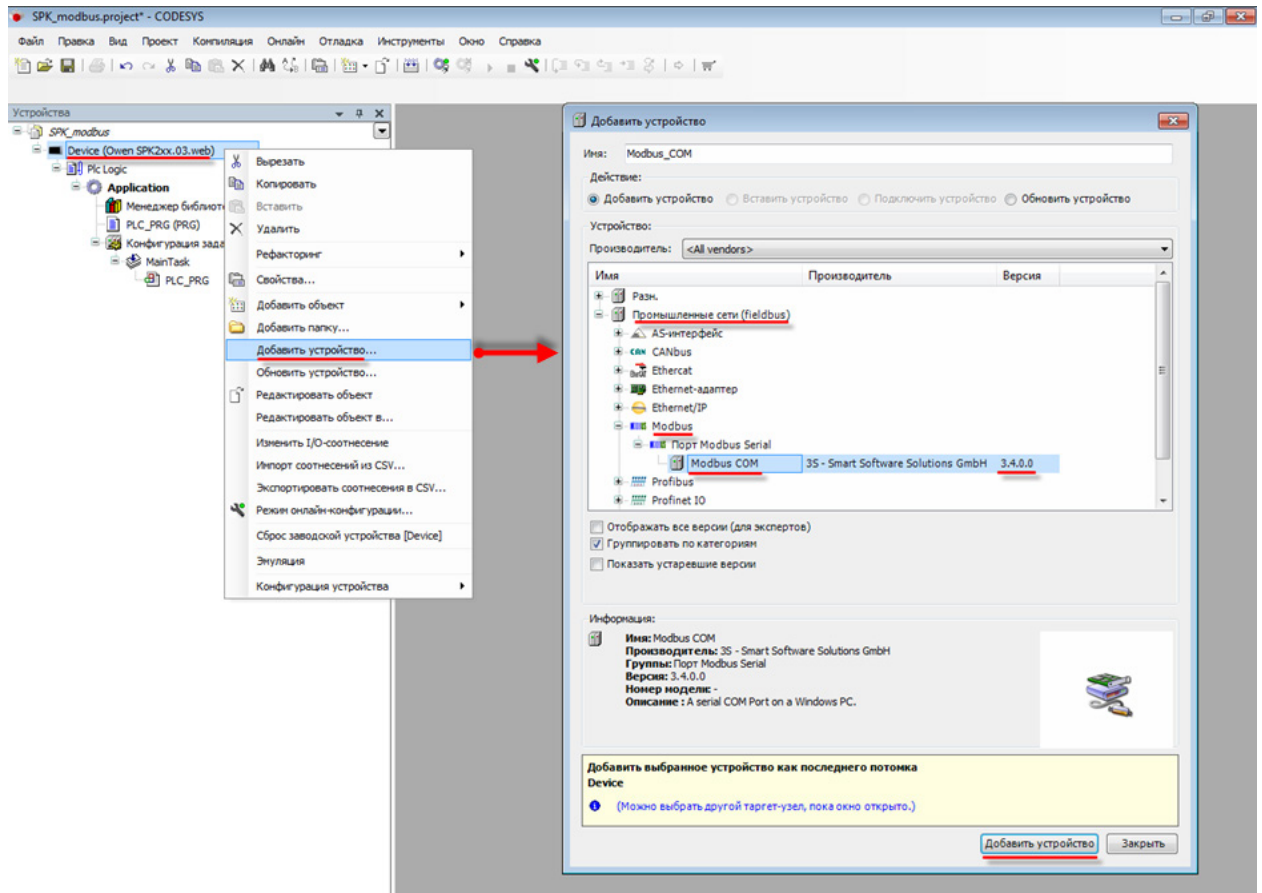 SPK_modbus.project* - CODESYS
Файл Правка Вид Проект Компиляция Онлайн Отладка Инструменты Окно Справка
Устройства
SPK_modbus
Device (Owen SPK2xx.03.web)
Plc Logic
Application
Менеджер библиот
PLC_PRG (PRG)
Конфигурация зада
MainTask
PLC_PRG
Вырезать
Копировать
Вставить
Удалить
Рефакторинг
Свойства...
Добавить объект
Добавить папку...
Добавить устройство...
Обновить устройство...
Редактировать объект
Редактировать объект в...
Изменить I/O-соотнесение
Импорт соотнесений из CSV...
Экспортировать соотнесения в CSV...
Режим онлайн-конфигурации...
Сброс заводской устройства [Device]
Эмуляция
Конфигурация устройства
Добавить устройство
Имя: Modbus_COM
Действие:
Добавить устройство Вставить устройство Подключить устройство Обновить устройство
Устройство:
Производитель: <All vendors>
Имя Производитель Версия
Разн.
Промышленные сети (fieldbus)
AS-интерфейс
CAN CANbus
Ethercat
Ethernet-адаптер
Ethernet/IP
Modbus
Порт Modbus Serial
Modbus COM 3S - Smart Software Solutions GmbH 3.4.0.0
Profibus
Profinet IO
Отображать все версии (для экспертов)
Группировать по категориям
Показать устаревшие версии
Информация:
Имя: Modbus COM
Производитель: 3S - Smart Software Solutions GmbH
Группы: Порт Modbus Serial
Версия: 3.4.0.0
Номер модели: -
Описание : A serial COM Port on a Windows PC.
Добавить выбранное устройство как последнего потомка
Device
(Можно выбрать другой таргет-узел, пока окно открыто.)
Добавить устройство Закрыть